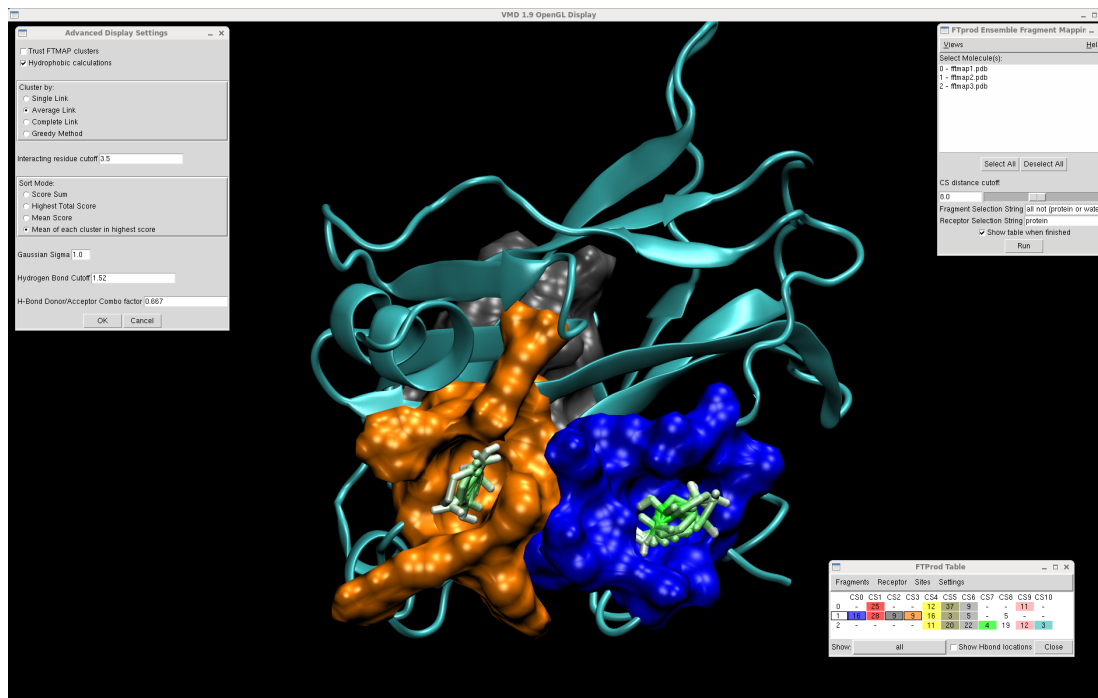 VMD 1.9 OpenGL Display
Advanced Display Settings
Trust FTMAP clusters
Hydrophobic calculations
Cluster by:
Single Link
Average Link
Complete Link
Greedy Method
Interacting residue cutoff 3.5
Sort Mode:
Score Sum
Highest Total Score
Mean Score
Mean of each cluster in highest score
Gaussian Sigma 1.0
Hydrogen Bond Cutoff 1.52
H-Bond Donor/Acceptor Combo factor 0.667
OK Cancel
FTprod Ensemble Fragment Mappin
Views Hel
Select Molecule(s):
0 - fftmap1.pdb
1 - fftmap2.pdb
2 - fftmap3.pdb
Select All Deselect All
CS distance cutoff:
8.0
Fragment Selection String all not (protein or wate
Receptor Selection String protein
Show table when finished
Run
FTProd Table
Fragments Receptor Sites Settings
CS0 CS1 CS2 CS3 CS4 CS5 CS6 CS7 CS8 CS9 CS10
0 - 25 - - 12 37 9 - - 11 -
1 16 28 9 9 16 3 5 - 5 - -
2 - - - - 11 20 22 4 19 12 3
Show: all Show Hbond locations Close